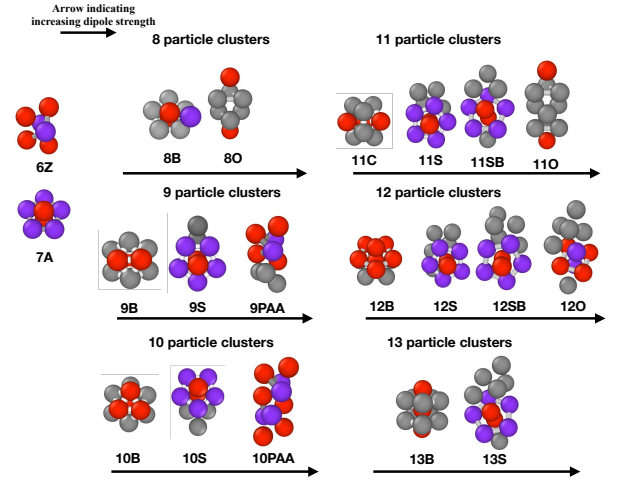 Arrow indicating
increasing dipole strength
8 particle clusters
11 particle clusters
6Z
8B
8O
11C
11S
11SB
11O
9 particle clusters
12 particle clusters
7A
9B
9S
9PAA
12B
12S
12SB
12O
10 particle clusters
13 particle clusters
10B
10S
10PAA
13B
13S